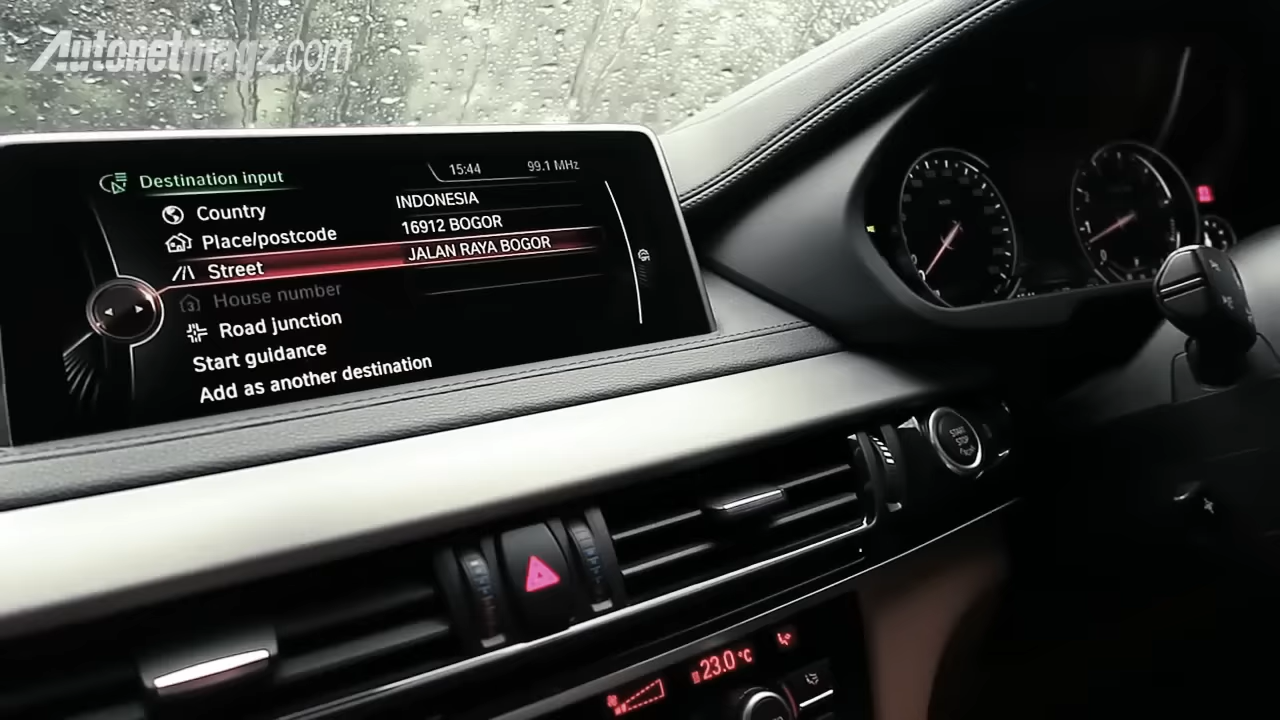 Autonetmagz.com
Destination input
15:44 99.1 MHz
Country INDONESIA
Place/postcode 16912 BOGOR
Street JALAN RAYA BOGOR
3 House number
Road junction
Start guidance
Add as another destination
START
STOP
23.0 °C